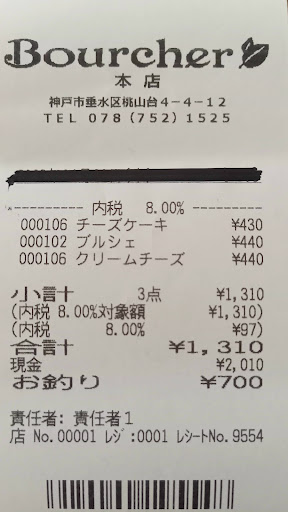 Bourcher
本店
神戸市垂水区桃山台4-4-12
TEL 078(752)1525
---------- 内税 8.00% ----------
000106 チーズケーキ ¥430
000102 ブルシェ ¥440
000106 クリームチーズ ¥440
小計 3点 ¥1,310
(内税 8.00%対象額 ¥1,310)
(内税 8.00% ¥97)
合計 ¥1,310
現金 ¥2,010
お釣り ¥700
責任者: 責任者1
店 No.00001 レジ:0001 レシートNo.9554